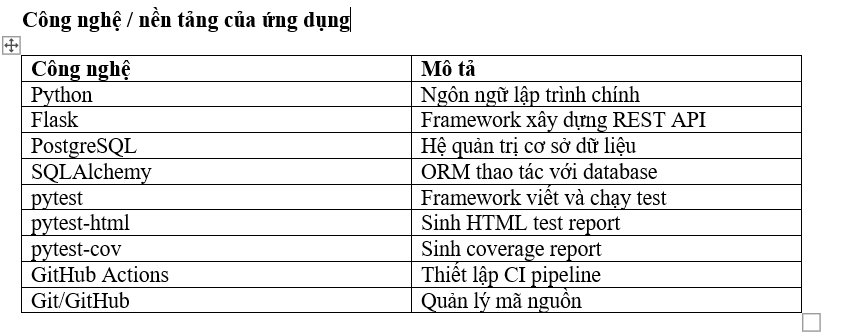 Công nghệ / nền tảng của ứng dụng
Công nghệ Mô tả
Python Ngôn ngữ lập trình chính
Flask Framework xây dựng REST API
PostgreSQL Hệ quản trị cơ sở dữ liệu
SQLAlchemy ORM thao tác với database
pytest Framework viết và chạy test
pytest-html Sinh HTML test report
pytest-cov Sinh coverage report
GitHub Actions Thiết lập CI pipeline
Git/GitHub Quản lý mã nguồn